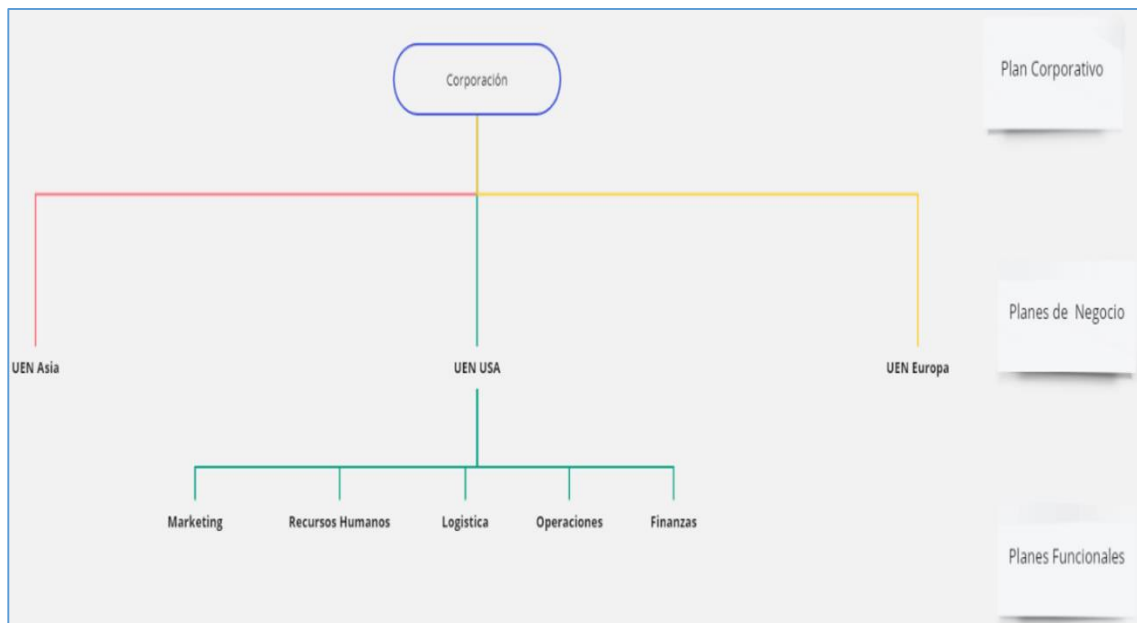 Corporación
Plan Corporativo
Planes de Negocio
UEN Asia
UEN USA
UEN Europa
Marketing
Recursos Humanos
Logistica
Operaciones
Finanzas
Planes Funcionales